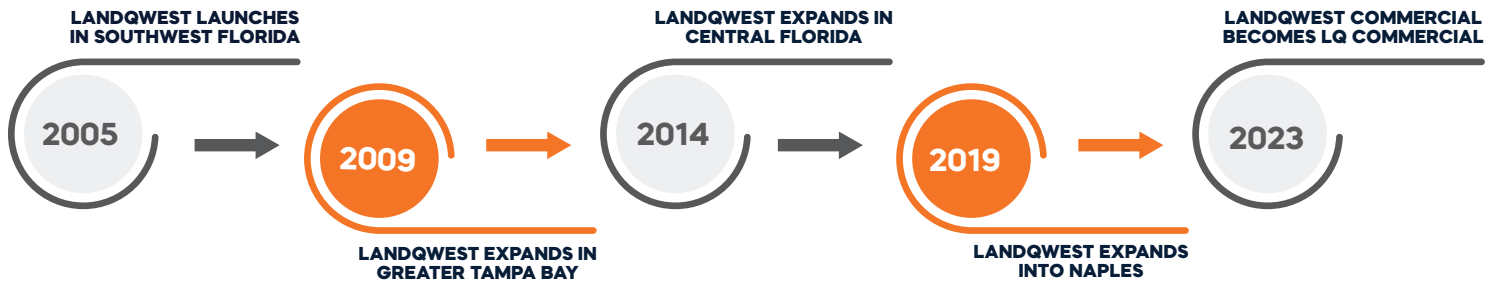 LANDQWEST LAUNCHES
IN SOUTHWEST FLORIDA
2005
2009
LANDQWEST EXPANDS IN
GREATER TAMPA BAY
LANDQWEST EXPANDS IN
CENTRAL FLORIDA
2014
2019
LANDQWEST EXPANDS
INTO NAPLES
LANDQWEST COMMERCIAL
BECOMES LQ COMMERCIAL
2023